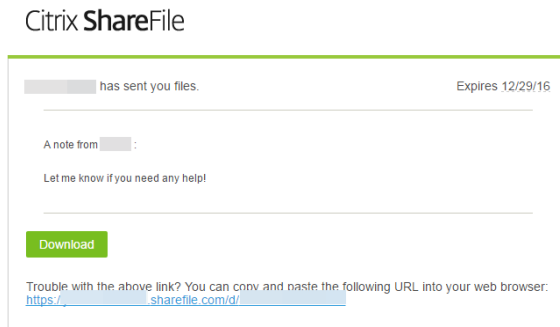 Citrix ShareFile
has sent you files.
Expires 12/29/16
A note from :
Let me know if you need any help!
Download
Trouble with the above link? You can copy and paste the following URL into your web browser:
https:/ .sharefile.com/d/